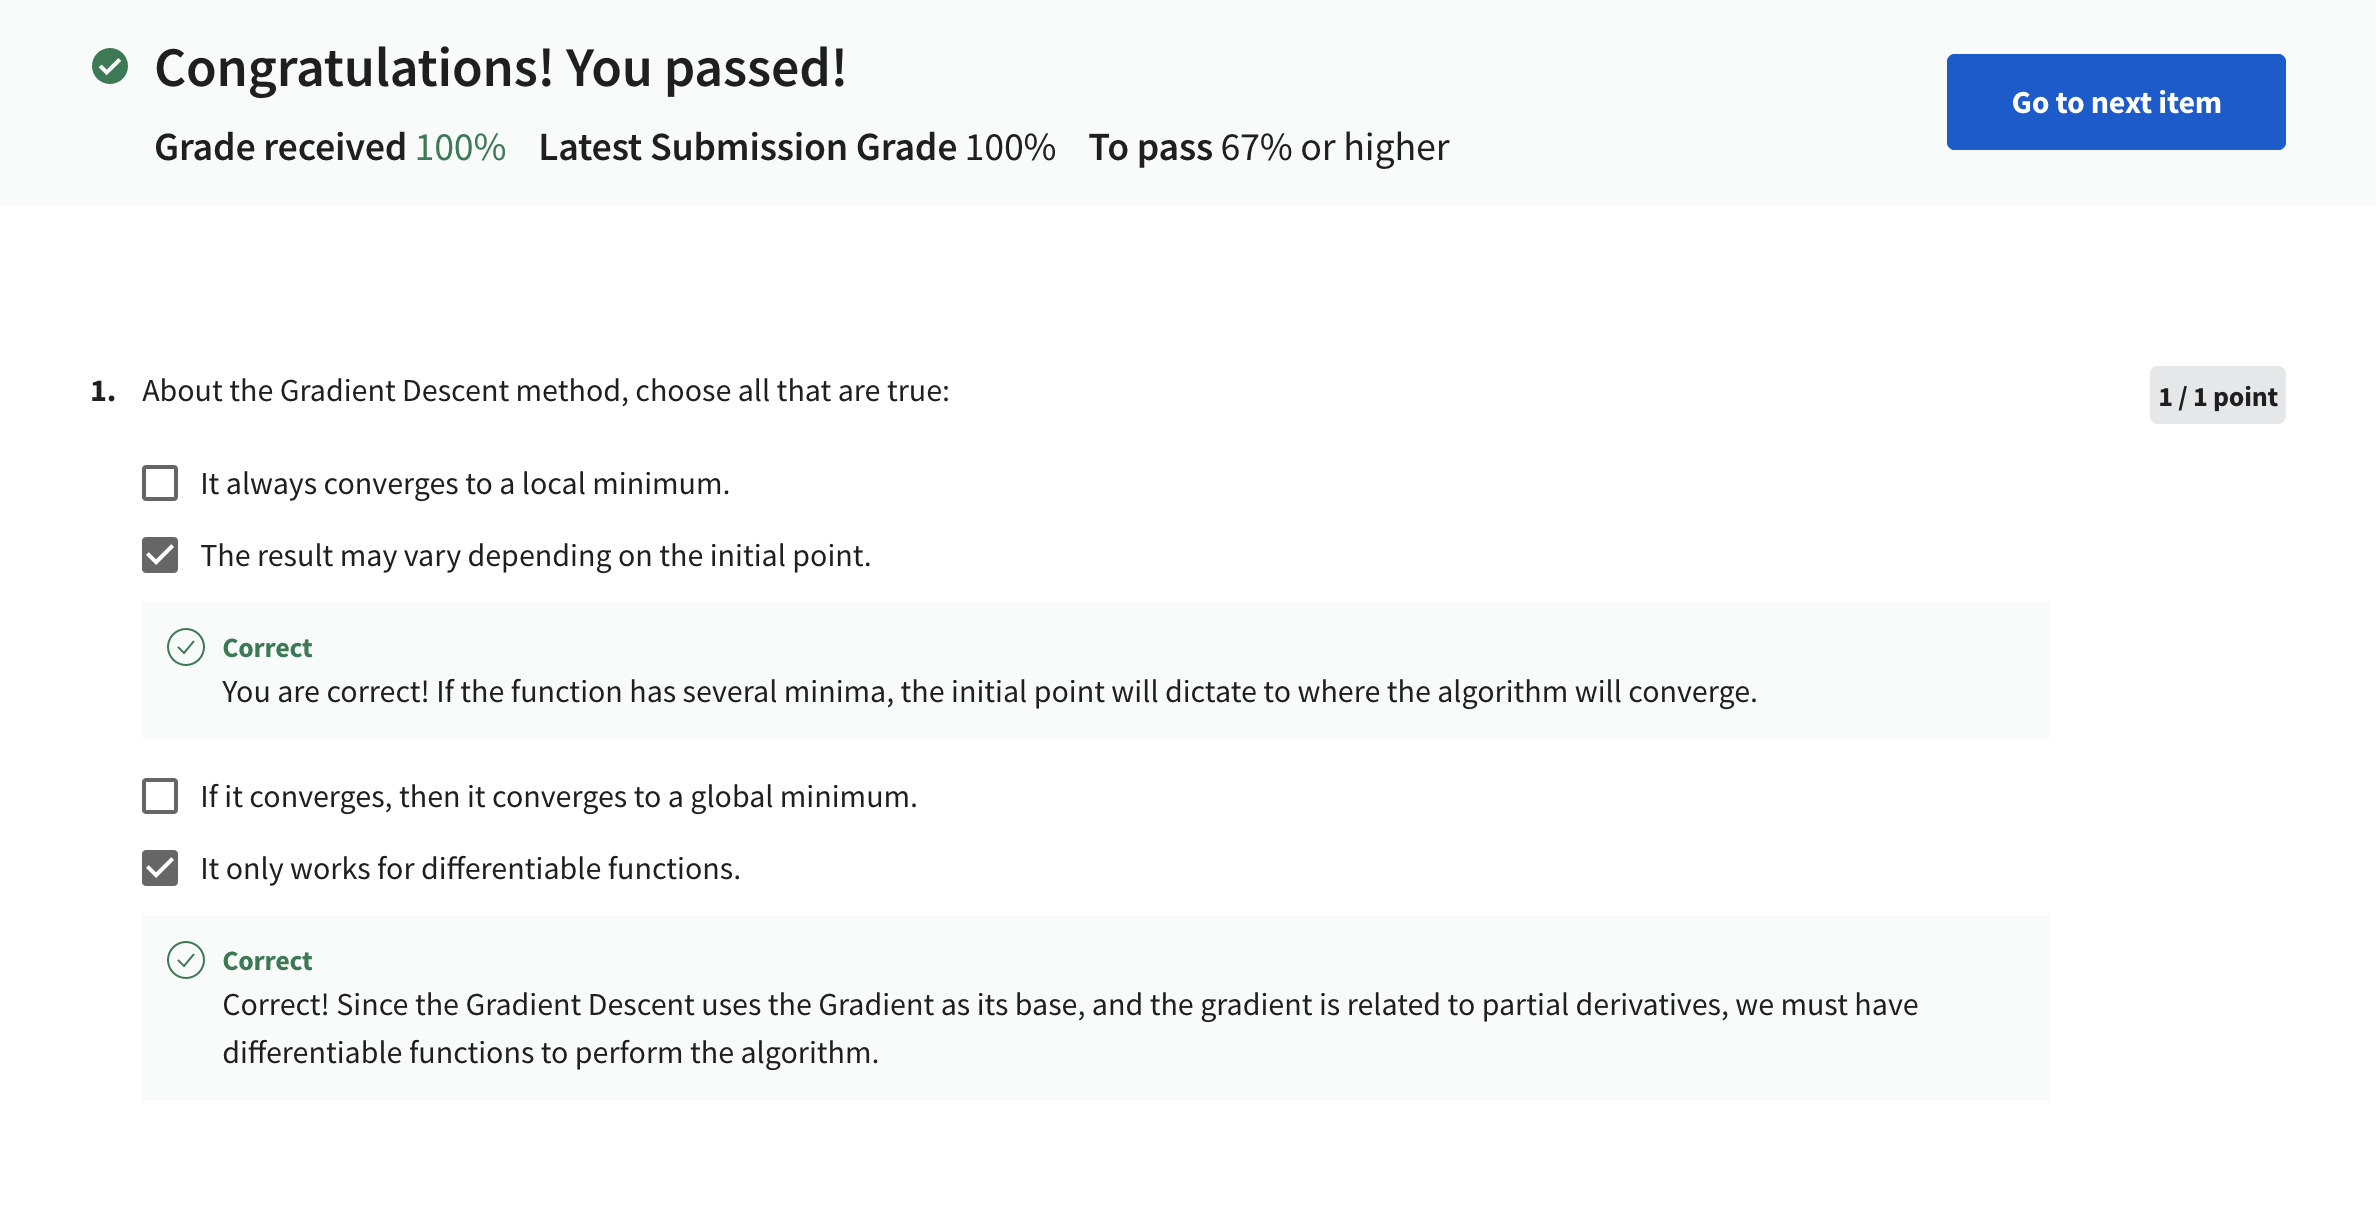 Congratulations! You passed!
Go to next item
Grade received 100% Latest Submission Grade 100% To pass 67% or higher
1. About the Gradient Descent method, choose all that are true:
1 / 1 point
It always converges to a local minimum.
The result may vary depending on the initial point.
Correct
You are correct! If the function has several minima, the initial point will dictate to where the algorithm will converge.
If it converges, then it converges to a global minimum.
It only works for differentiable functions.
Correct
Correct! Since the Gradient Descent uses the Gradient as its base, and the gradient is related to partial derivatives, we must have
differentiable functions to perform the algorithm.